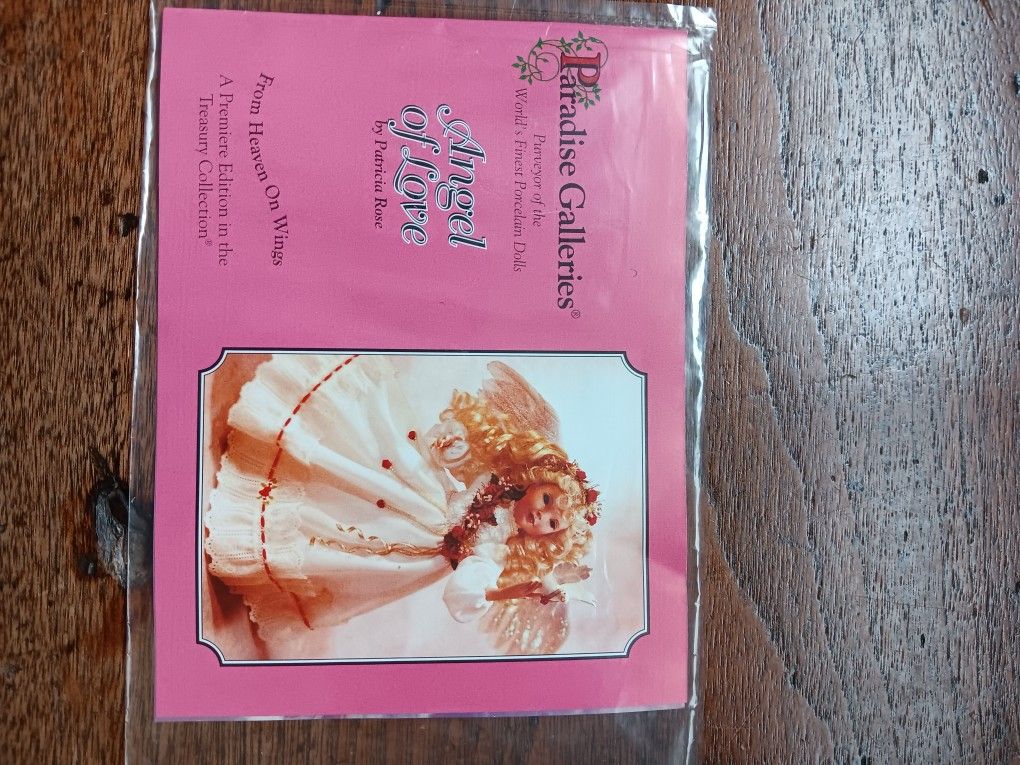 Paradise Galleries®
Purveyor of the
World's Finest Porcelain Dolls
Angel
of Love
by Patricia Rose
From Heaven On Wings
A Premiere Edition in the
Treasury Collection®